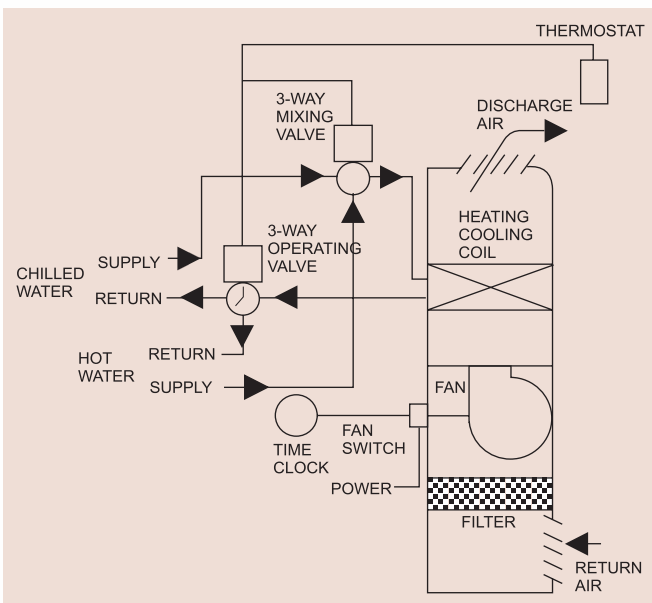 THERMOSTAT
3-WAY
MIXING
VALVE
DISCHARGE
AIR
3-WAY
OPERATING
VALVE
HEATING
COOLING
COIL
CHILLED
WATER
SUPPLY
RETURN
HOT
WATER
RETURN
SUPPLY
FAN
TIME
CLOCK
FAN
SWITCH
POWER
FILTER
RETURN
AIR